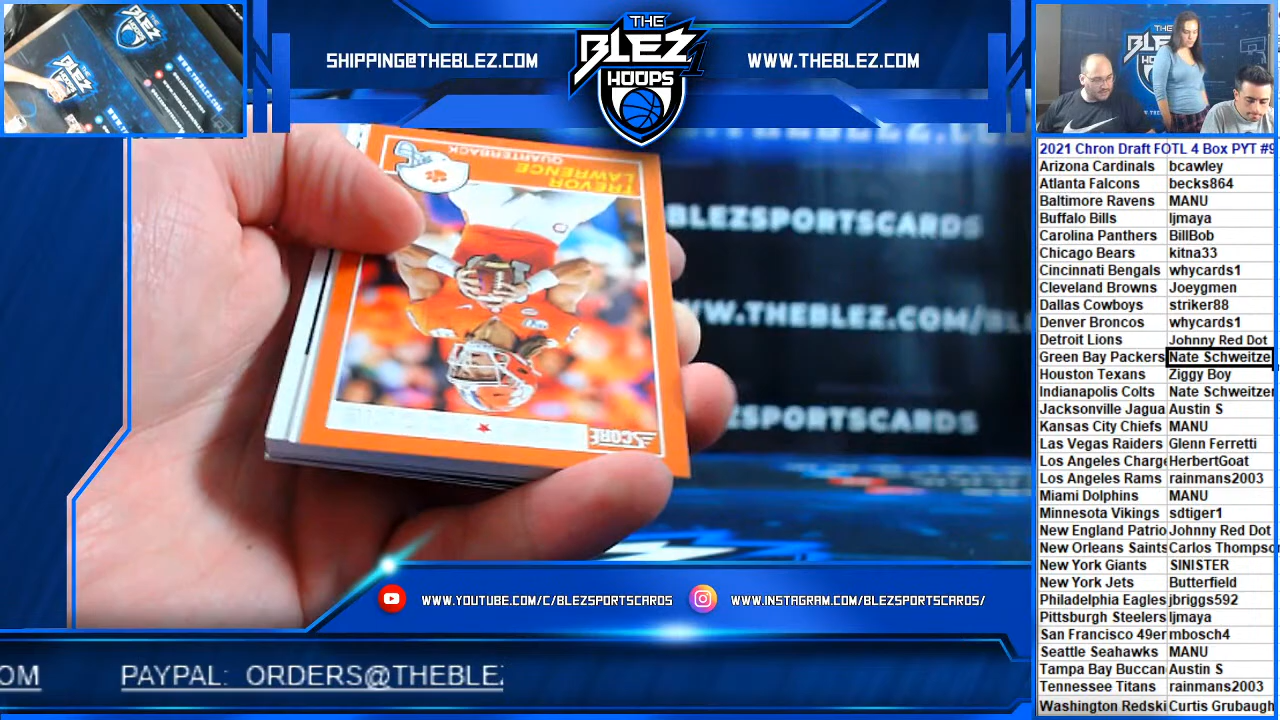 SHIPPING@THEBLEZ.COM
THE
BLEZ
HOOPS
1
WWW.THEBLEZ.COM
2021 Chron Draft FOTL 4 Box PYT #9
Arizona Cardinals bcawley
Atlanta Falcons becks864
Baltimore Ravens MANU
Buffalo Bills ljmaya
Carolina Panthers BillBob
Chicago Bears kitna33
Cincinnati Bengals whycards1
Cleveland Browns Joeygmen
Dallas Cowboys striker88
Denver Broncos whycards1
Detroit Lions Johnny Red Dot
Green Bay Packers Nate Schweitze
Houston Texans Ziggy Boy
Indianapolis Colts Nate Schweitzer
Jacksonville Jagua Austin S
Kansas City Chiefs MANU
Las Vegas Raiders Glenn Ferretti
Los Angeles Charge HerbertGoat
Los Angeles Rams rainmans2003
Miami Dolphins MANU
Minnesota Vikings sdtiger1
New England Patrio Johnny Red Dot
New Orleans Saints Carlos Thompso
New York Giants SINISTER
New York Jets Butterfield
Philadelphia Eagles jbriggs592
Pittsburgh Steelers ljmaya
San Francisco 49er mbosch4
Seattle Seahawks MANU
Tampa Bay Buccan Austin S
Tennessee Titans rainmans2003
Washington Redski Curtis Grubaugh
TREVOR
LAWRENCE
QUARTERBACK
SCORE
BLEZSPORTSCARDS
WWW.THEBLEZ.COM/BL
ZSPORTSCARDS
WWW.YOUTUBE.COM/C/BLEZSPORTSCARDS
WWW.INSTAGRAM.COM/BLEZSPORTSCARDS/
OM PAYPAL: ORDERS@THEBLEZ